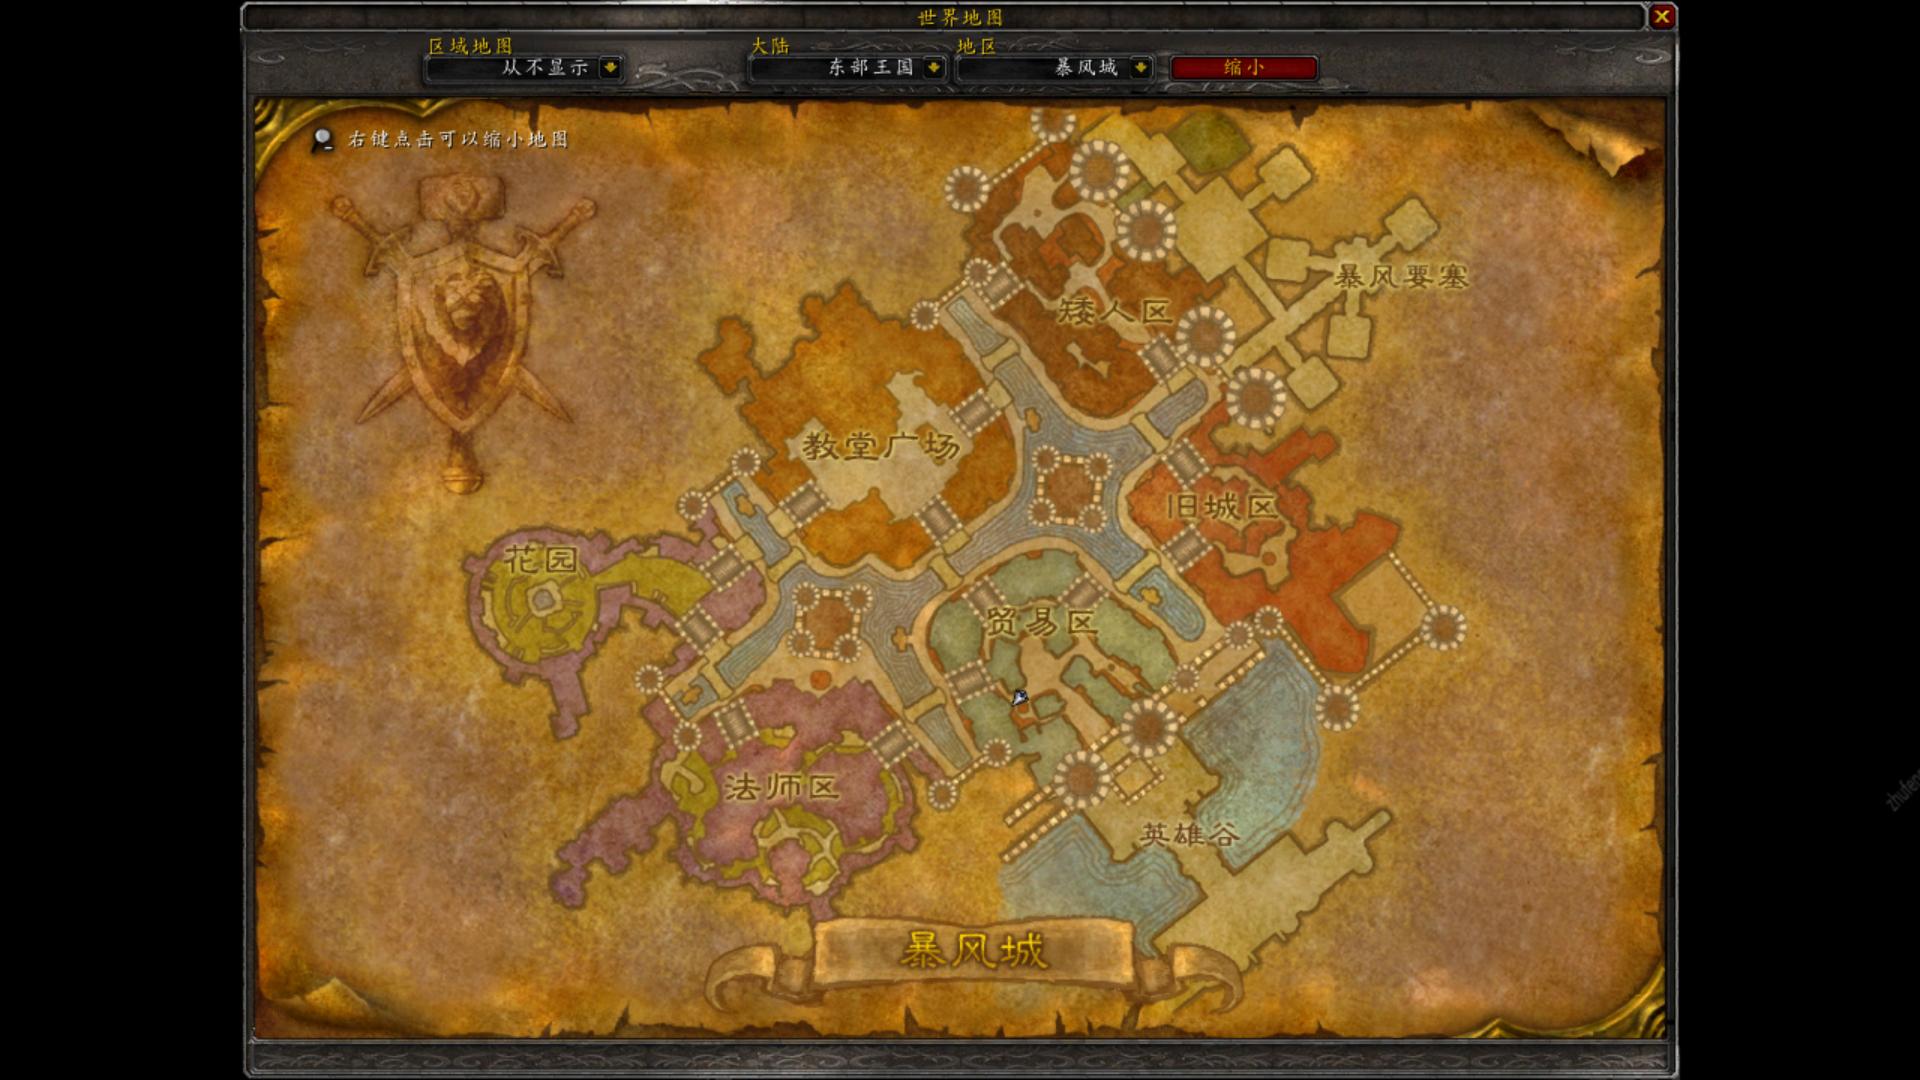 世界地图
区域地图
大陆
地区
从不显示
东部王国
暴风城
缩小
右键点击可以缩小地图
暴风要塞
矮人区
教堂广场
旧城区
花园
贸易区
法师区
英雄谷
暴风城